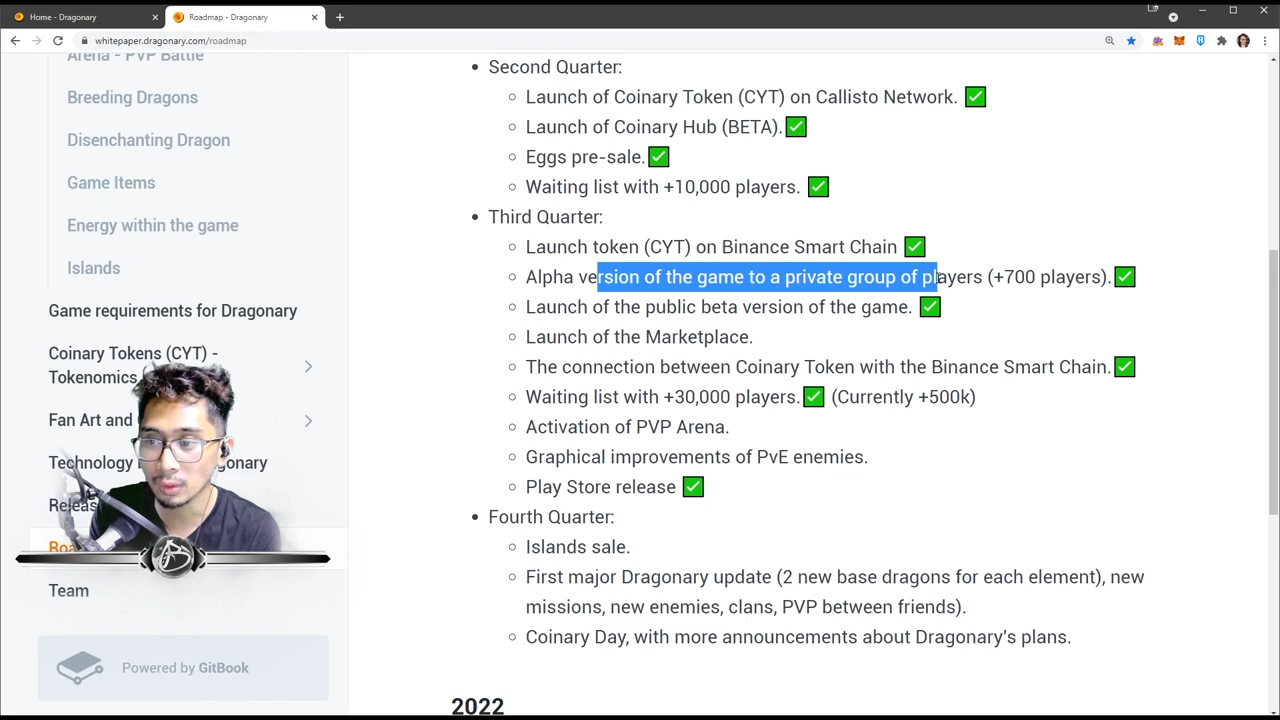 Home - Dragonary
Roadmap - Dragonary
whitepaper.dragonary.com/roadmap
Arena - PVP Battle
Breeding Dragons
Disenchanting Dragon
Game Items
Energy within the game
Islands
Game requirements for Dragonary
Coinary Tokens (CYT) -
Tokenomics
Fan Art and
Technology
Releas
Roa
Team
Powered by GitBook
Second Quarter:
Launch of Coinary Token (CYT) on Callisto Network.
Launch of Coinary Hub (BETA).
Eggs pre-sale.
Waiting list with +10,000 players.
Third Quarter:
Launch token (CYT) on Binance Smart Chain
Alpha version of the game to a private group of players (+700 players).
Launch of the public beta version of the game.
Launch of the Marketplace.
The connection between Coinary Token with the Binance Smart Chain.
Waiting list with +30,000 players. (Currently +500k)
Activation of PVP Arena.
Graphical improvements of PvE enemies.
Play Store release
Fourth Quarter:
Islands sale.
First major Dragonary update (2 new base dragons for each element), new
missions, new enemies, clans, PVP between friends).
Coinary Day, with more announcements about Dragonary's plans.
2022